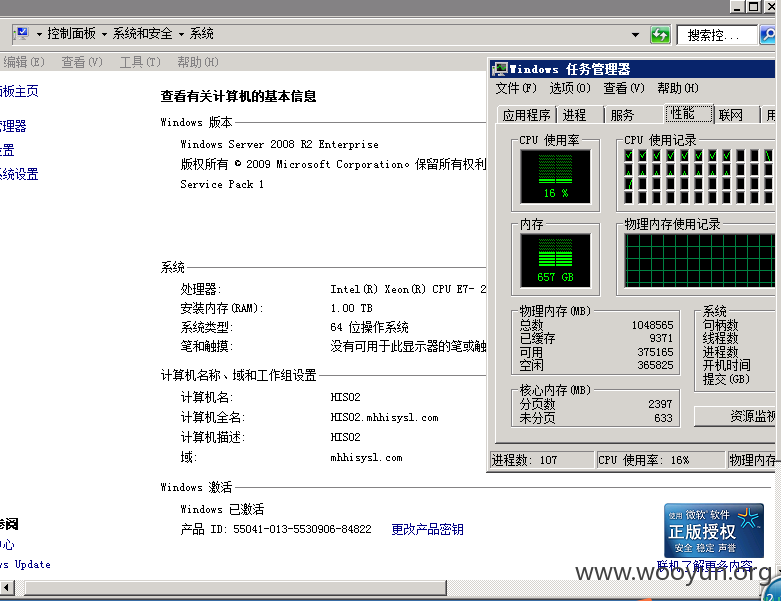 控制面板 系统和安全 系统
搜索控...
编辑(E) 查看(V) 工具(T) 帮助(H)
板主页
管理器
设置
系统设置
查看有关计算机的基本信息
Windows 版本
Windows Server 2008 R2 Enterprise
版权所有 © 2009 Microsoft Corporation。保留所有权利
Service Pack 1
系统
处理器: Intel(R) Xeon(R) CPU E7- 2
安装内存(RAM): 1.00 TB
系统类型: 64 位操作系统
笔和触摸: 没有可用于此显示器的笔或触
计算机名称、域和工作组设置
计算机名: HIS02
计算机全名: HIS02.mhhisysl.com
计算机描述: HIS02
域: mhhisysl.com
Windows 激活
Windows 已激活
产品 ID: 55041-013-5530906-84822 更改产品密钥
参阅
中心
ws Update
Windows 任务管理器
文件(F) 选项(O) 查看(V) 帮助(H)
应用程序 进程 服务 性能 联网 用
CPU 使用率 CPU 使用记录
16 %
内存 物理内存使用记录
657 GB
物理内存(MB)
总数 1048565
已缓存 9371
可用 375165
空闲 365825
系统
句柄数
线程数
进程数
开机时间
提交(GB)
核心内存(MB)
分页数 2397
未分页 633
资源监视
进程数: 107 CPU 使用率: 16% 物理内存
使用 微软 软件
正版授权
安全 稳定 声誉
联机了解更多内容
www.wooyun.org